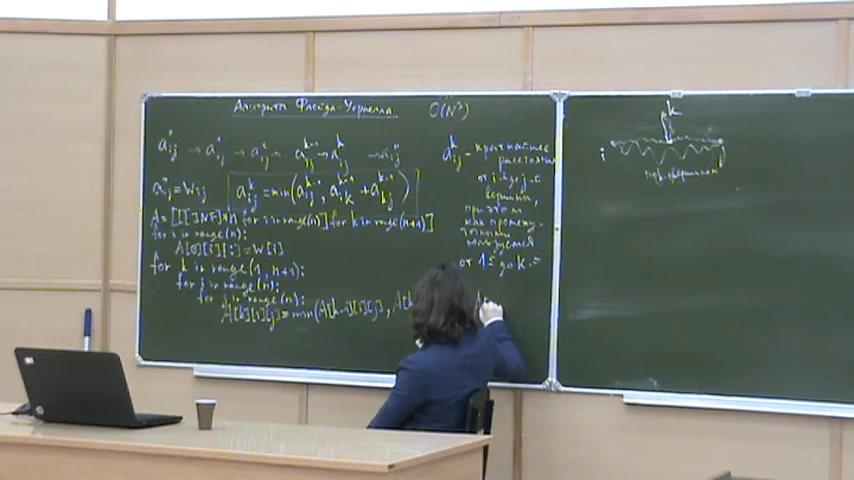 Алгоритм Флойда-Уоршелла O(N³)
a⁰ij → a¹ij → a²ij → aᵏ⁻¹ij → aᵏij → aⁿij
a⁰ij = Wij aᵏij = min(aᵏ⁻¹ij, aᵏ⁻¹ik + aᵏ⁻¹kj)
A = [[[INF]*n for i in range(n)] for k in range(n+1)]
for i in range(n):
A[0][i][:] = W[i]
for k in range(1, n+1):
for i in range(n):
for j in range(n):
A[k][i][j] = min(A[k-1][i][j], A[k
aᵏij - кратчайшее
расстояние
от i-й до j-й
вершины,
при этом
как промежу-
точными
пользуемся
от 1-й до k-й
k
i j